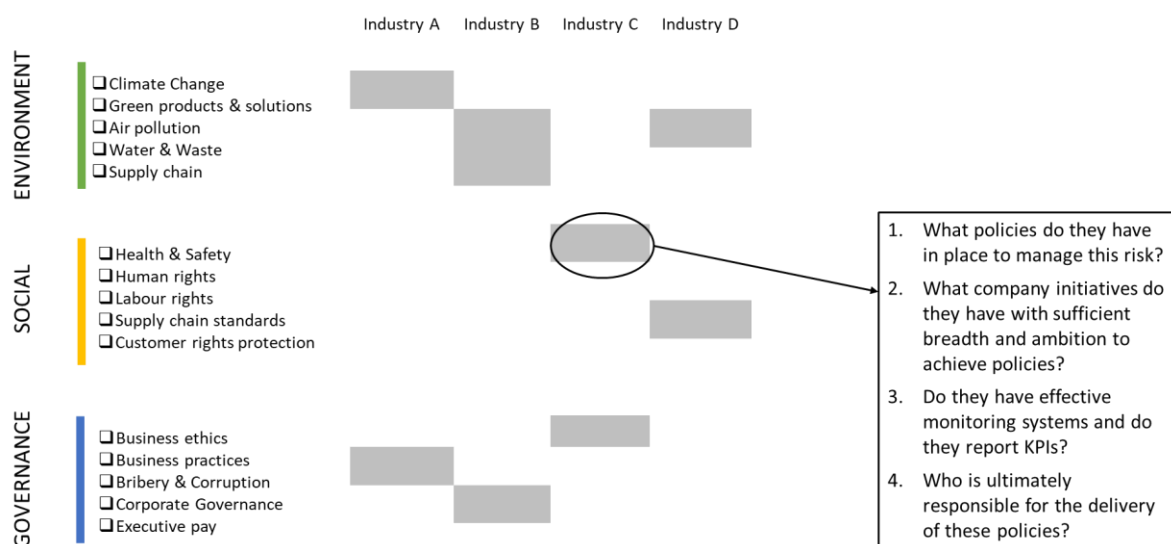 Industry A Industry B Industry C Industry D
ENVIRONMENT
❑Climate Change
❑Green products & solutions
❑Air pollution
❑Water & Waste
❑Supply chain
SOCIAL
❑Health & Safety
❑Human rights
❑Labour rights
❑Supply chain standards
❑Customer rights protection
GOVERNANCE
❑Business ethics
❑Business practices
❑Bribery & Corruption
❑Corporate Governance
❑Executive pay
1. What policies do they have
in place to manage this risk?
2. What company initiatives do
they have with sufficient
breadth and ambition to
achieve policies?
3. Do they have effective
monitoring systems and do
they report KPIs?
4. Who is ultimately
responsible for the delivery
of these policies?